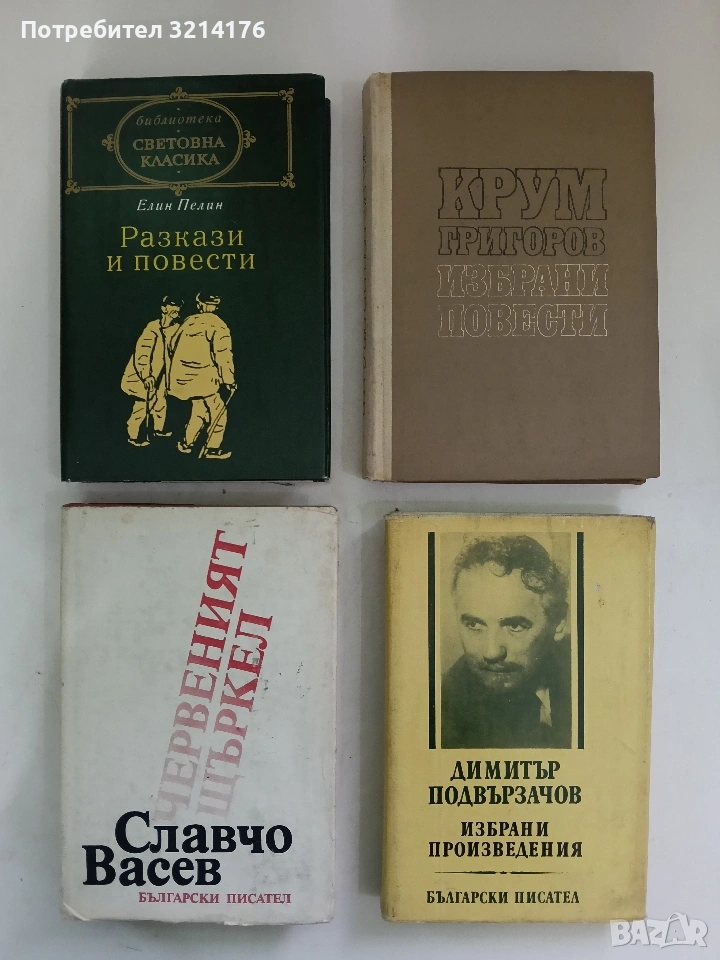 Потребител 3214176
библиотека
СВЕТОВНА
КЛАСИКА
Елин Пелин
Разкази
и повести
КРУМ
ГРИГОРОВ
ИЗБРАНИ
ПОВЕСТИ
ЧЕРВЕНИЯТ
ЩЪРКЕЛ
Славчо
Васев
БЪЛГАРСКИ ПИСАТЕЛ
ДИМИТЪР
ПОДВЪРЗАЧОВ
ИЗБРАНИ
ПРОИЗВЕДЕНИЯ
БЪЛГАРСКИ ПИСАТЕЛ
BAZAR